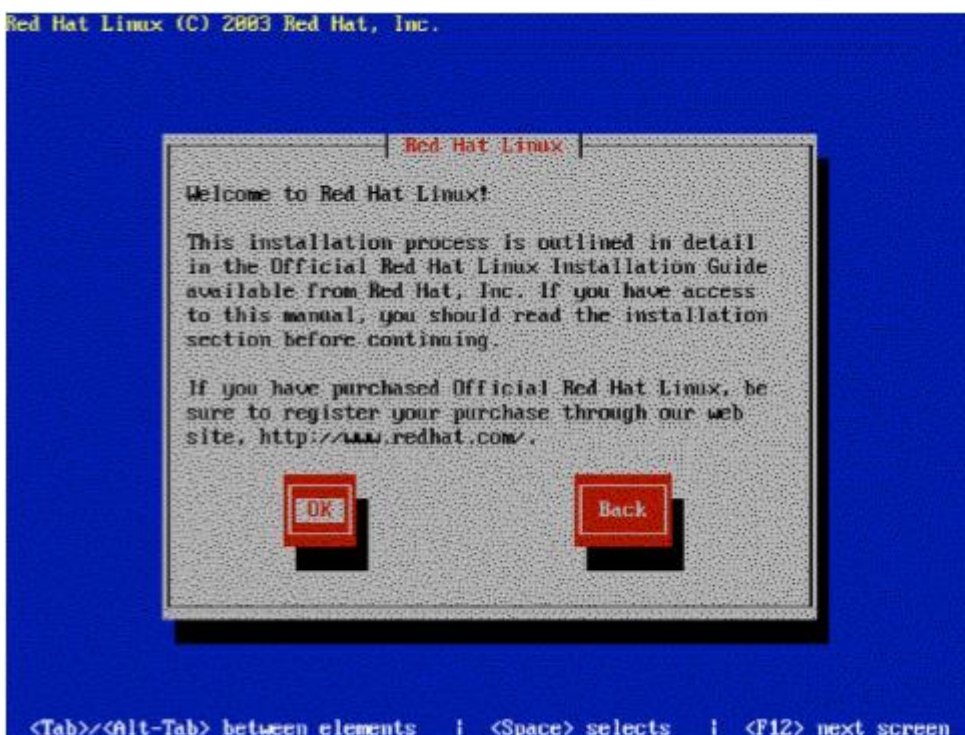 Red Hat Linux (C) 2003 Red Hat, Inc.
Red Hat Linux
Welcome to Red Hat Linux!
This installation process is outlined in detail
in the Official Red Hat Linux Installation Guide
available from Red Hat, Inc. If you have access
to this manual, you should read the installation
section before continuing.
If you have purchased Official Red Hat Linux, be
sure to register your purchase through our web
site, http://www.redhat.com/.
OK Back
<Tab>/<Alt-Tab> between elements | <Space> selects | <F12> next screen